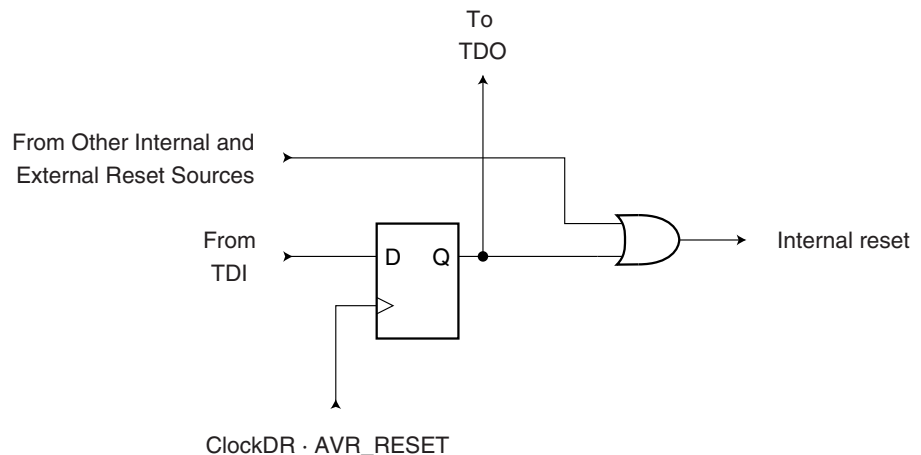 To
TDO
From Other Internal and
External Reset Sources
From
TDI
D
Q
Internal reset
ClockDR · AVR_RESET